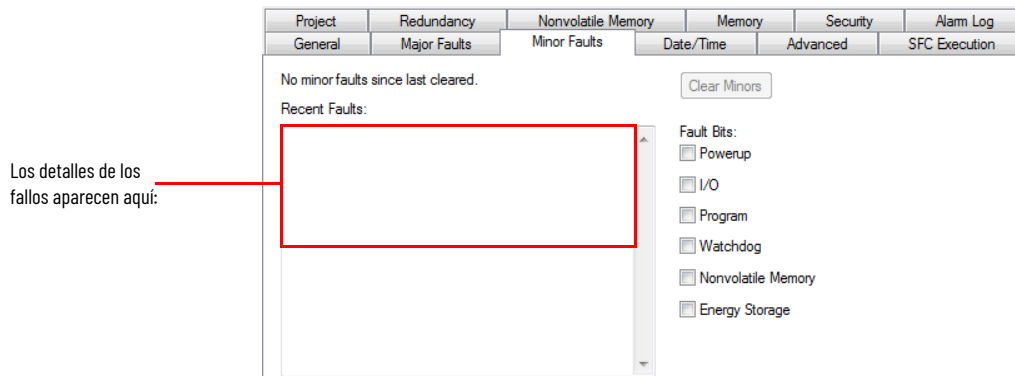 Project Redundancy Nonvolatile Memory Memory Security Alarm Log
General Major Faults Minor Faults Date/Time Advanced SFC Execution
No minor faults since last cleared.
Clear Minors
Recent Faults:
Fault Bits:
Powerup
I/O
Program
Watchdog
Nonvolatile Memory
Energy Storage
Los detalles de los
fallos aparecen aquí: